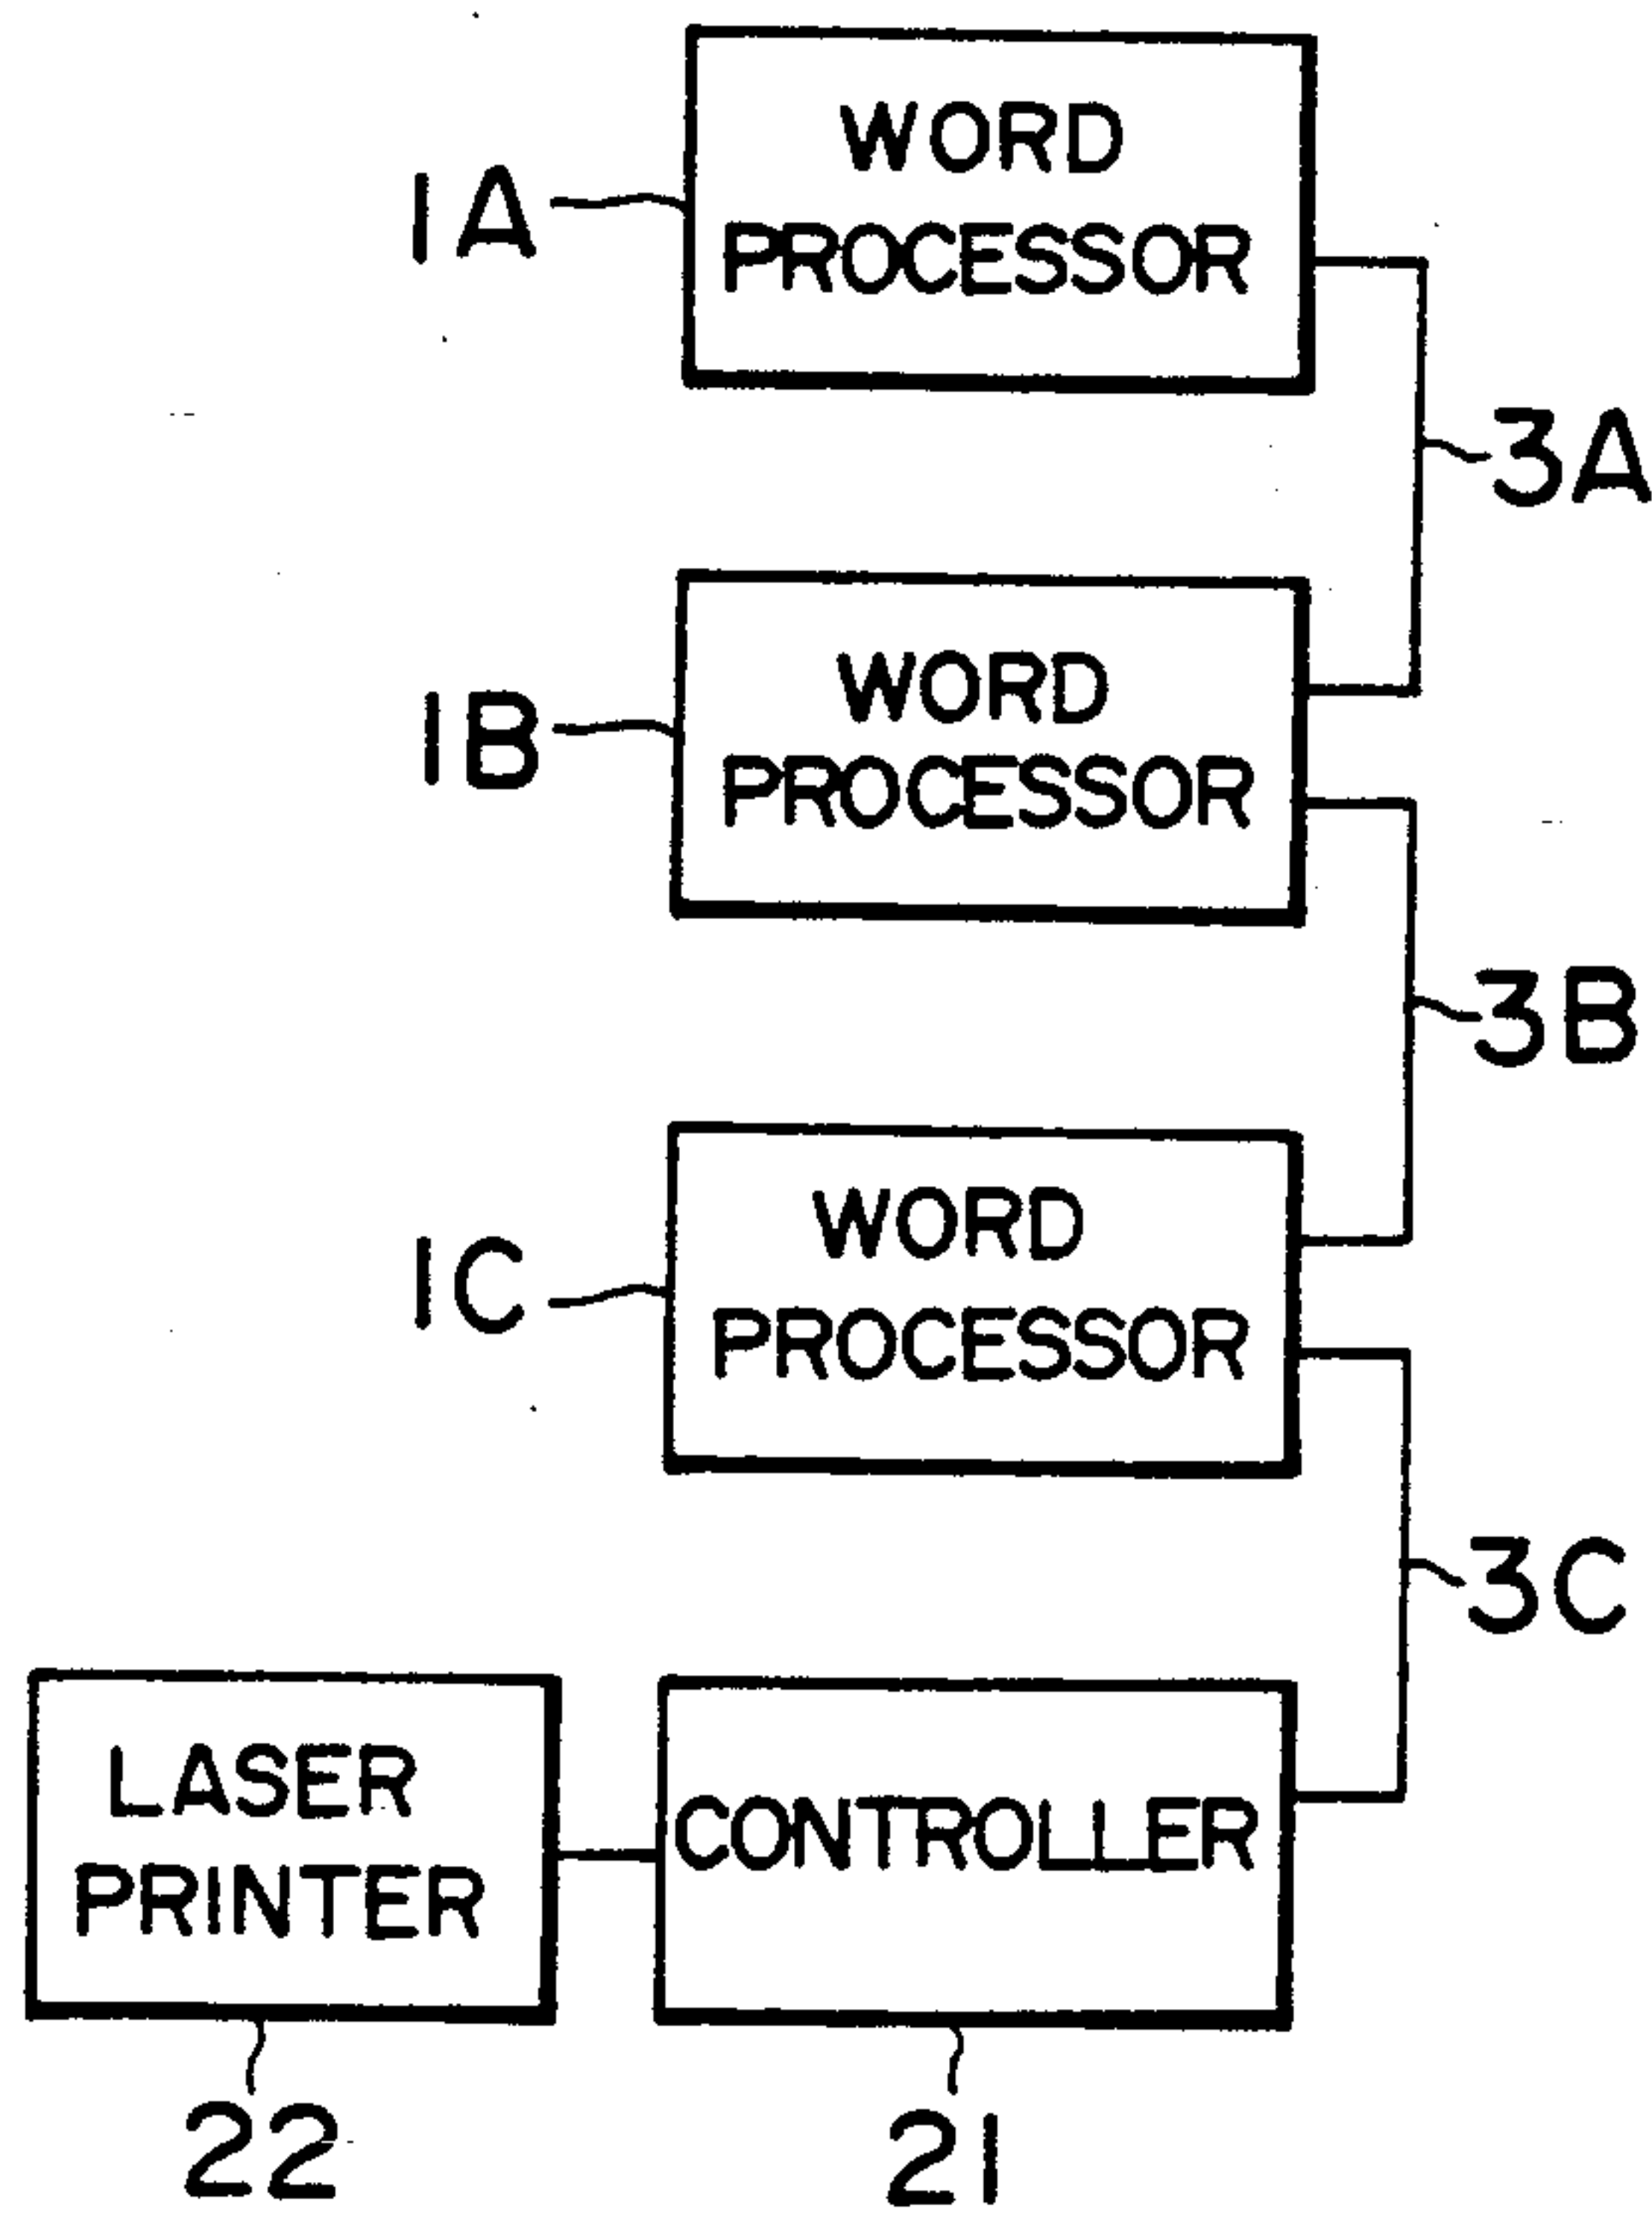 WORD
PROCESSOR
1A
3A
WORD
PROCESSOR
1B
3B
WORD
PROCESSOR
1C
3C
LASER
PRINTER
CONTROLLER
22
21